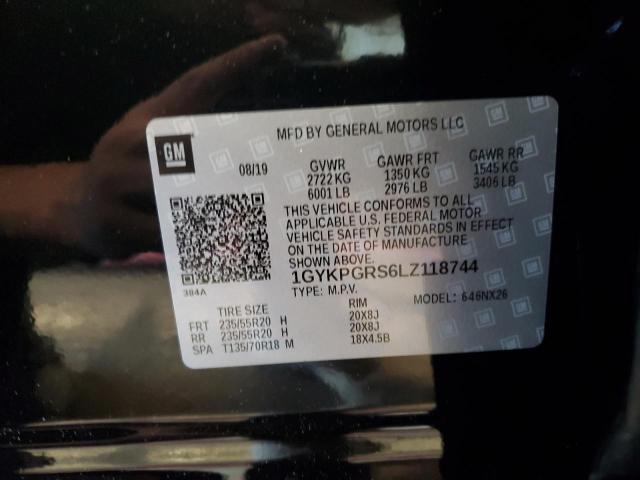 MFD BY GENERAL MOTORS LLC
GM
08/19 GVWR GAWR FRT GAWR RR
2722 KG 1350 KG 1545 KG
6001 LB 2976 LB 3406 LB
THIS VEHICLE CONFORMS TO ALL
APPLICABLE U.S. FEDERAL MOTOR
VEHICLE SAFETY STANDARDS IN EFFECT
ON THE DATE OF MANUFACTURE
SHOWN ABOVE.
1GYKPGRS6LZ118744
384A
TYPE: M.P.V. MODEL: 646NX26
TIRE SIZE RIM
FRT 235/55R20 H 20X8J
RR 235/55R20 H 20X8J
SPA T135/70R18 M 18X4.5B